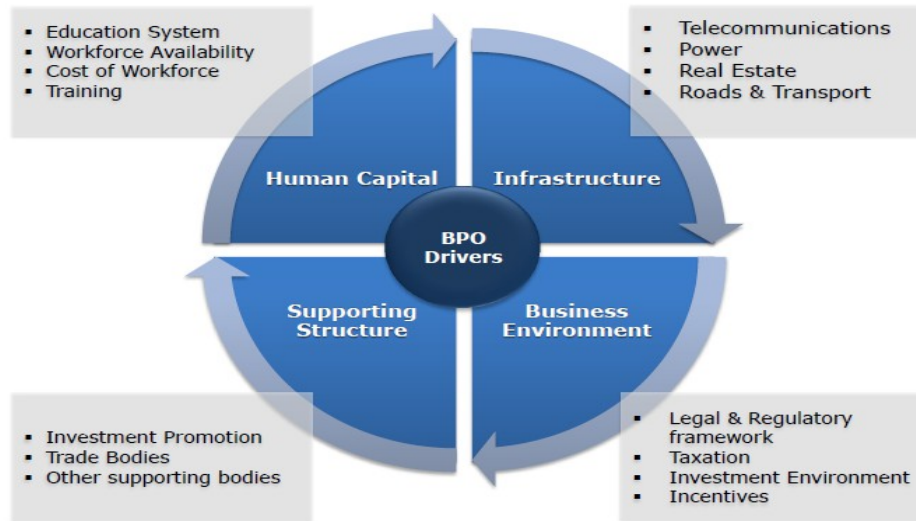 ▪ Education System
▪ Workforce Availability
▪ Cost of Workforce
▪ Training
▪ Telecommunications
▪ Power
▪ Real Estate
▪ Roads & Transport
Human Capital
Infrastructure
BPO
Drivers
Supporting
Structure
Business
Environment
▪ Investment Promotion
▪ Trade Bodies
▪ Other supporting bodies
▪ Legal & Regulatory
framework
▪ Taxation
▪ Investment Environment
▪ Incentives